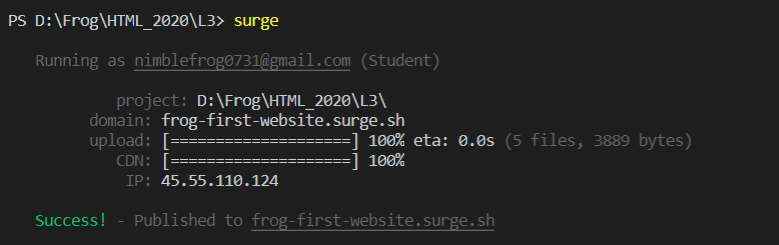 PS D:\Frog\HTML_2020\L3> surge
Running as nimblefrog0731@gmail.com (Student)
project: D:\Frog\HTML_2020\L3\
domain: frog-first-website.surge.sh
upload: [====================] 100% eta: 0.0s (5 files, 3889 bytes)
CDN: [====================] 100%
IP: 45.55.110.124
Success! - Published to frog-first-website.surge.sh